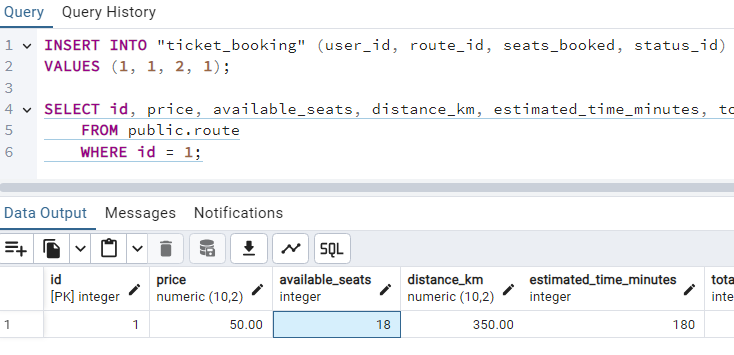 Query Query History
1 INSERT INTO "ticket_booking" (user_id, route_id, seats_booked, status_id)
2 VALUES (1, 1, 2, 1);
3
4 SELECT id, price, available_seats, distance_km, estimated_time_minutes, to
5 FROM public.route
6 WHERE id = 1;
Data Output Messages Notifications
SQL
id price available_seats distance_km estimated_time_minutes tota
[PK] integer numeric (10,2) integer numeric (10,2) integer inte
1 1 50.00 18 350.00 180